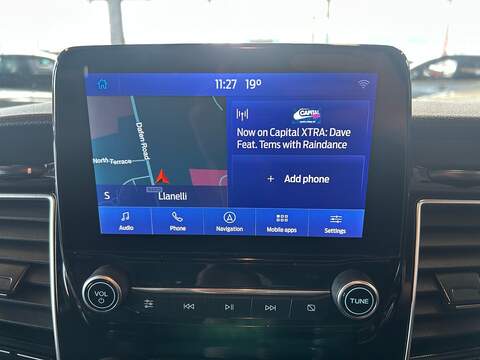 11:27 19°
CAPITAL
Now on Capital XTRA: Dave
Feat. Tems with Raindance
Dafen Road
North Terrace
+ Add phone
S
Llanelli
Audio
Phone
Navigation
Mobile apps
Settings
VOL
TUNE